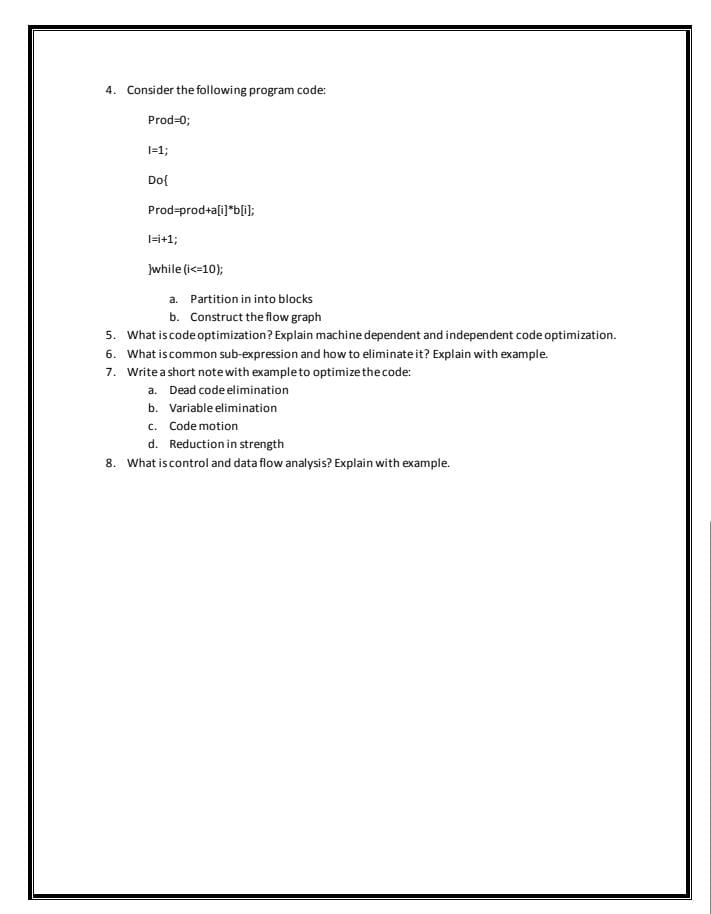 4. Consider the following program code:
Prod=0;
I=1;
Do{
Prod=prod+a[i]*b[i];
I=i+1;
}while (i<=10);
a. Partition in into blocks
b. Construct the flow graph
5. What is code optimization? Explain machine dependent and independent code optimization.
6. What is common sub-expression and how to eliminate it? Explain with example.
7. Write a short note with example to optimize the code:
a. Dead code elimination
b. Variable elimination
c. Code motion
d. Reduction in strength
8. What is control and data flow analysis? Explain with example.